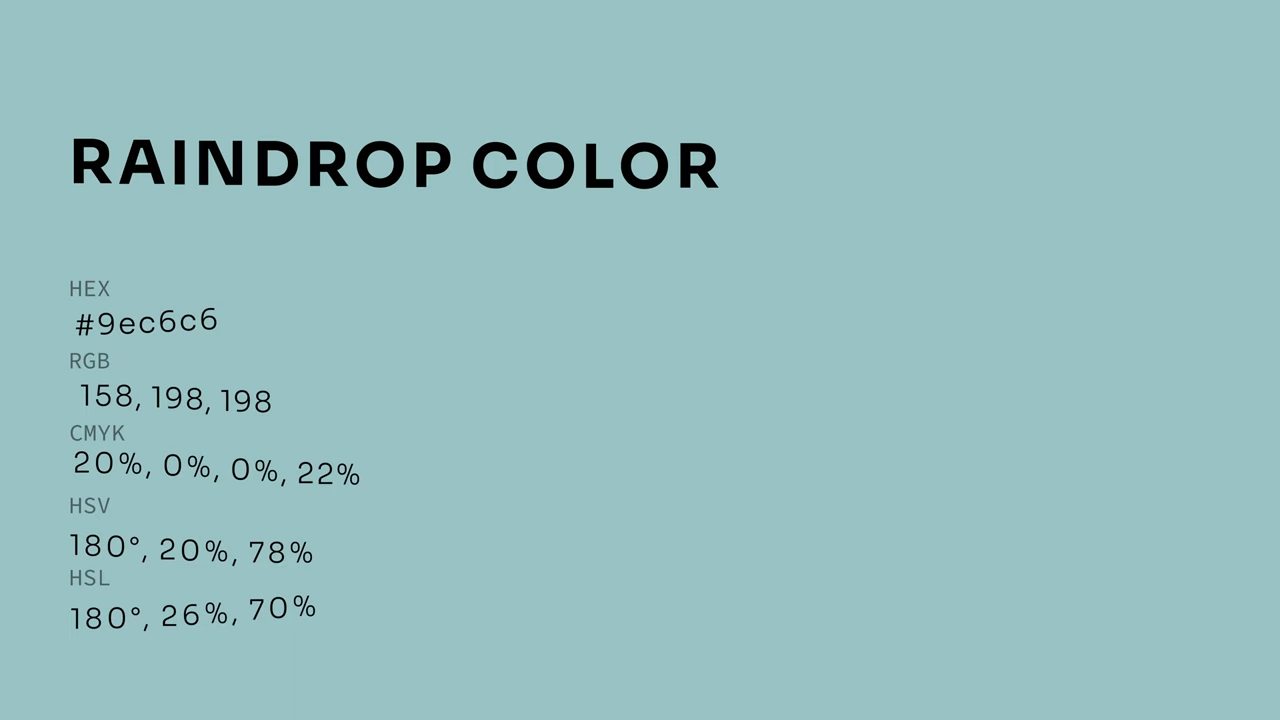 RAINDROP COLOR
HEX
#9ec6c6
RGB
158, 198, 198
CMYK
20%, 0%, 0%, 22%
HSV
180°, 20%, 78%
HSL
180°, 26%, 70%